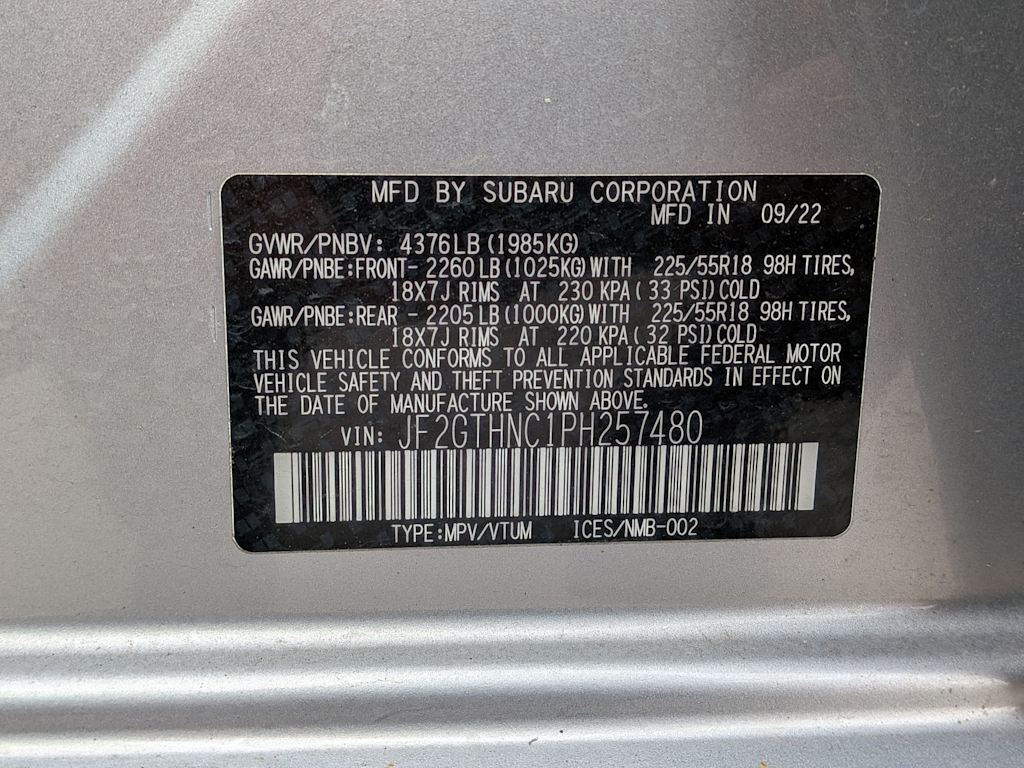 MFD BY SUBARU CORPORATION
MFD IN 09/22
GVWR/PNBV: 4376LB (1985KG)
GAWR/PNBE:FRONT- 2260 LB (1025KG) WITH 225/55R18 98H TIRES,
18X7J RIMS AT 230 KPA ( 33 PSI) COLD
GAWR/PNBE:REAR - 2205 LB (1000KG) WITH 225/55R18 98H TIRES,
18X7J RIMS AT 220 KPA ( 32 PSI) COLD
THIS VEHICLE CONFORMS TO ALL APPLICABLE FEDERAL MOTOR
VEHICLE SAFETY AND THEFT PREVENTION STANDARDS IN EFFECT ON
THE DATE OF MANUFACTURE SHOWN ABOVE.
VIN: JF2GTHNC1PH257480
TYPE:MPV/VTUM ICES/NMB-002